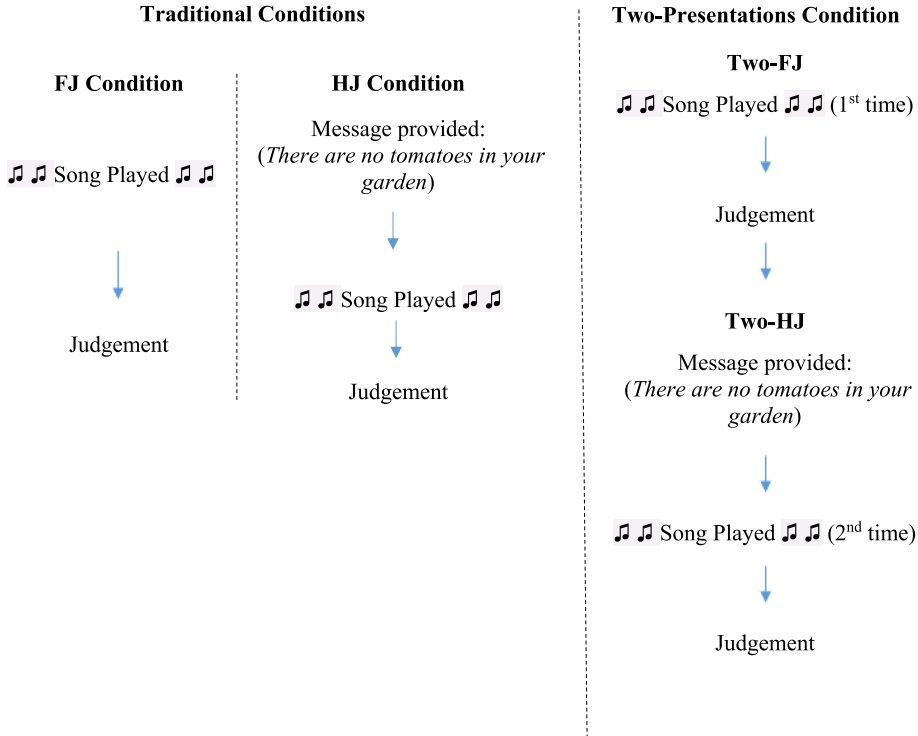 Traditional Conditions
FJ Condition
♫ ♫ Song Played ♫ ♫
Judgement
HJ Condition
Message provided:
(There are no tomatoes in your
garden)
♫ ♫ Song Played ♫ ♫
Judgement
Two-Presentations Condition
Two-FJ
♫ ♫ Song Played ♫ ♫ (1st time)
Judgement
Two-HJ
Message provided:
(There are no tomatoes in your
garden)
♫ ♫ Song Played ♫ ♫ (2nd time)
Judgement